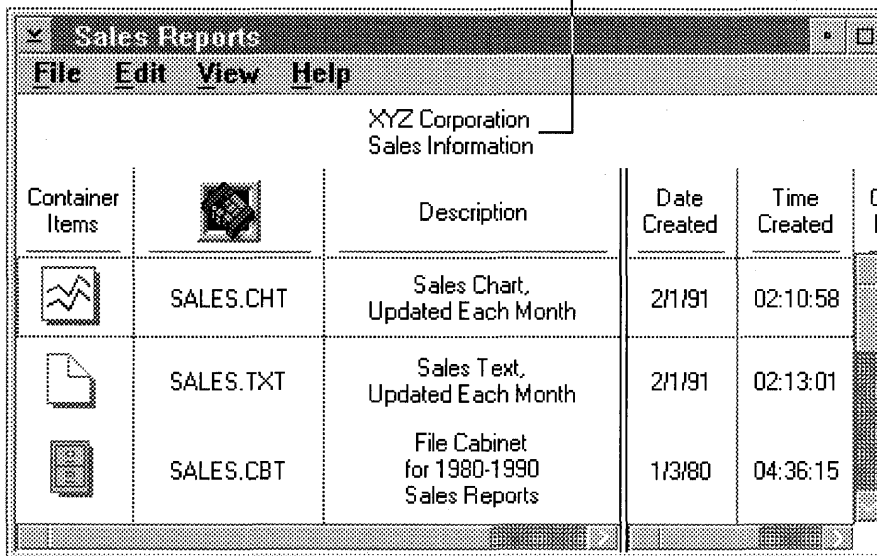 Sales Reports
File Edit View Help
XYZ Corporation
Sales Information
Container
Items
Description
Date
Created
Time
Created
SALES.CHT
Sales Chart,
Updated Each Month
2/1/91
02:10:58
SALES.TXT
Sales Text,
Updated Each Month
2/1/91
02:13:01
SALES.CBT
File Cabinet
for 1980-1990
Sales Reports
1/3/80
04:36:15